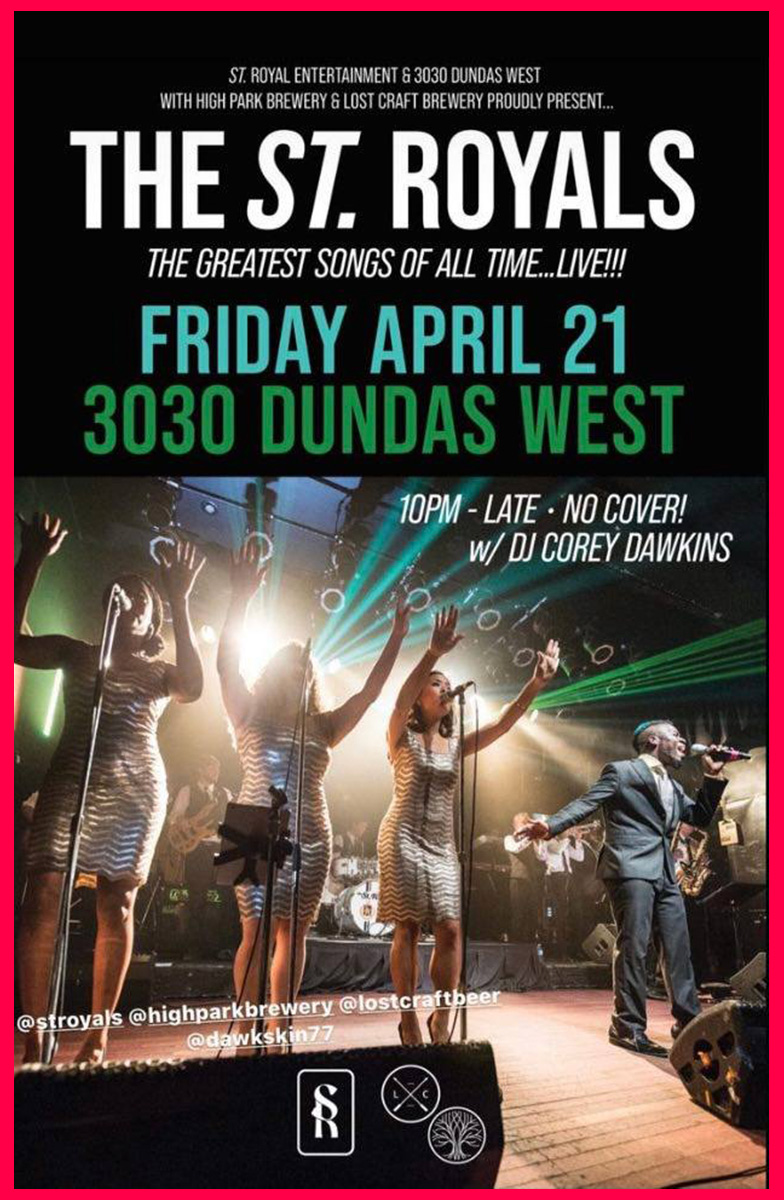 ST. ROYAL ENTERTAINMENT & 3030 DUNDAS WEST
WITH HIGH PARK BREWERY & LOST CRAFT BREWERY PROUDLY PRESENT...
THE ST. ROYALS
THE GREATEST SONGS OF ALL TIME...LIVE!!!
FRIDAY APRIL 21
3030 DUNDAS WEST
10PM - LATE • NO COVER!
w/ DJ COREY DAWKINS
@stroyals @highparkbrewery @lostcraftbeer
@dawkskin77
SR
L C